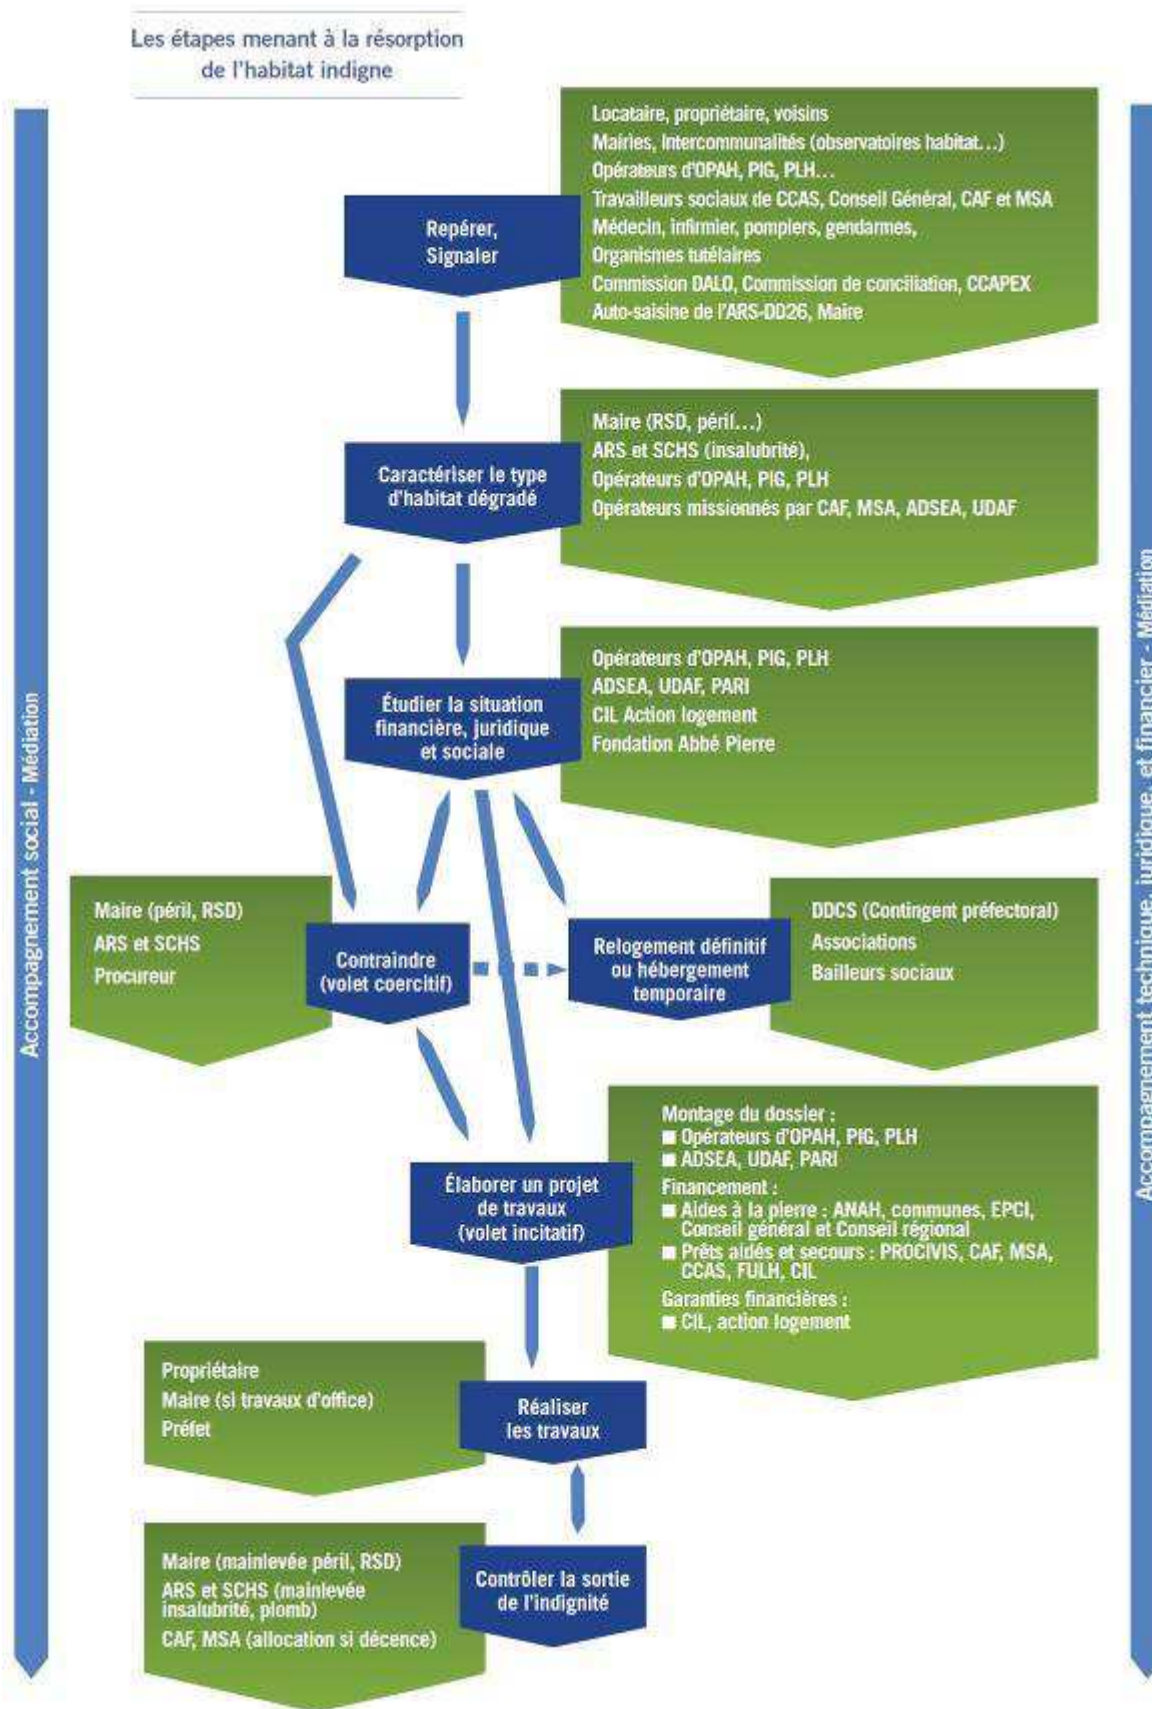 Les étapes menant à la résorption
de l'habitat indigne
Locataire, propriétaire, voisins
Mairies, Intercommunalités (observatoires habitat...)
Opérateurs d'OPAH, PIG, PLH...
Travailleurs sociaux de CCAS, Conseil Général, CAF et MSA
Médecin, infirmier, pompiers, gendarmes,
Organismes tutélaires
Commission DALO, Commission de conciliation, CCAPEX
Auto-saisine de l'ARS-DD26, Maire
Repérer,
Signaler
Maire (RSD, péril...)
ARS et SCHS (insalubrité),
Opérateurs d'OPAH, PIG, PLH
Opérateurs missionnés par CAF, MSA, ADSEA, UDAF
Caractériser le type
d'habitat dégradé
Opérateurs d'OPAH, PIG, PLH
ADSEA, UDAF, PARI
CIL Action logement
Fondation Abbé Pierre
Étudier la situation
financière, juridique
et sociale
Maire (péril, RSD)
ARS et SCHS
Procureur
Contraindre
(volet coercitif)
Relogement définitif
ou hébergement
temporaire
DDCS (Contingent préfectoral)
Associations
Bailleurs sociaux
Élaborer un projet
de travaux
(volet incitatif)
Montage du dossier :
■ Opérateurs d'OPAH, PIG, PLH
■ ADSEA, UDAF, PARI
Financement :
■ Aides à la pierre : ANAH, communes, EPCI,
Conseil général et Conseil régional
■ Prêts aidés et secours : PROCIVIS, CAF, MSA,
CCAS, FULH, CIL
Garanties financières :
■ CIL, action logement
Propriétaire
Maire (si travaux d'office)
Préfet
Réaliser
les travaux
Maire (mainlevée péril, RSD)
ARS et SCHS (mainlevée
insalubrité, plomb)
CAF, MSA (allocation si décence)
Contrôler la sortie
de l'indignité
Accompagnement social - Médiation
Accompagnement technique, juridique, et financier - Médiation